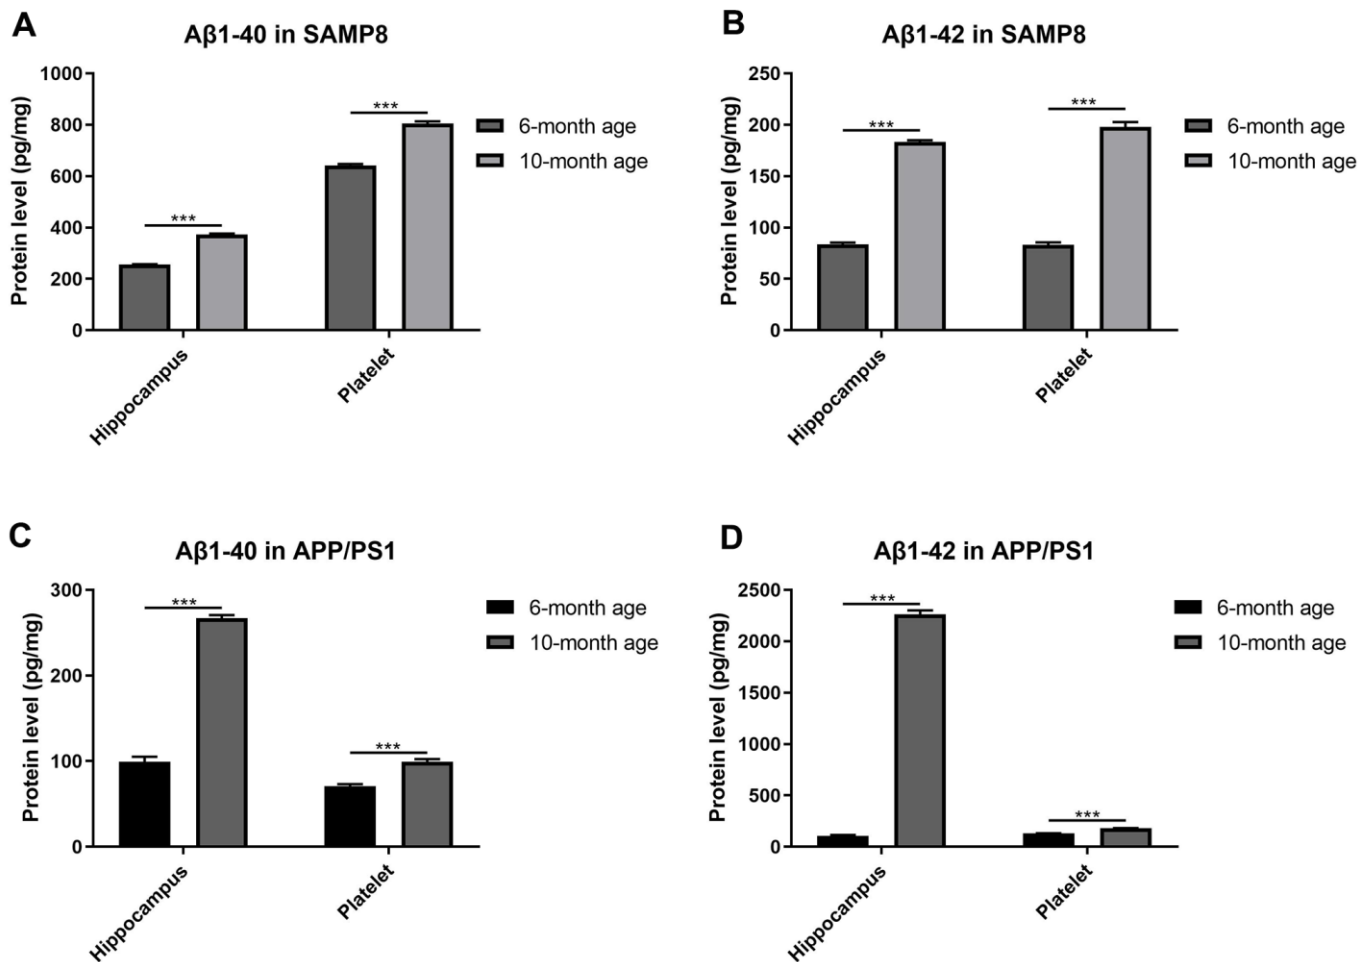 A
Aβ1-40 in SAMP8
Protein level (pg/mg)
1000
800
600
400
200
0
***
***
Hippocampus
Platelet
6-month age
10-month age
B
Aβ1-42 in SAMP8
Protein level (pg/mg)
250
200
150
100
50
0
***
***
Hippocampus
Platelet
6-month age
10-month age
C
Aβ1-40 in APP/PS1
Protein level (pg/mg)
300
200
100
0
***
***
Hippocampus
Platelet
6-month age
10-month age
D
Aβ1-42 in APP/PS1
Protein level (pg/mg)
2500
2000
1500
1000
500
0
***
***
Hippocampus
Platelet
6-month age
10-month age